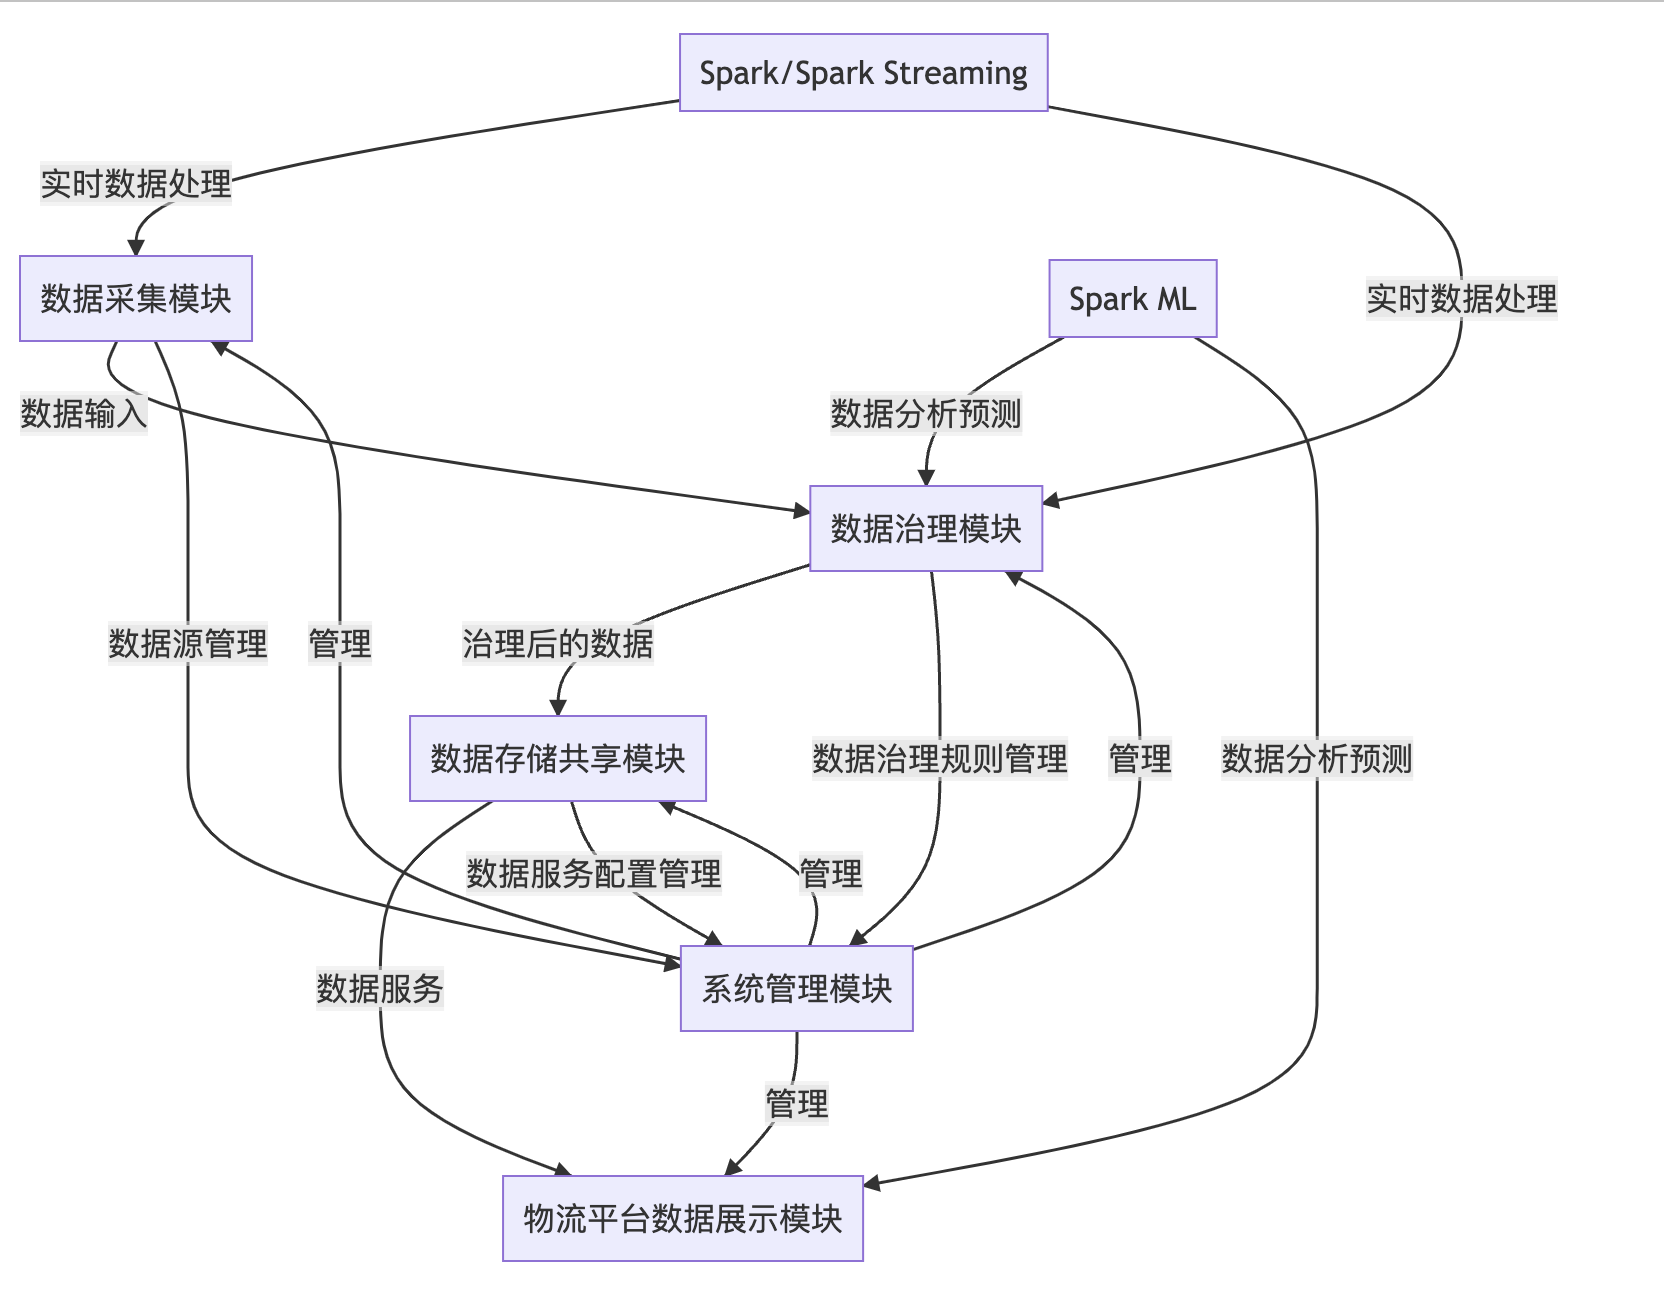 Spark/Spark Streaming
实时数据处理
数据采集模块
Spark ML
实时数据处理
数据输入
数据分析预测
数据治理模块
数据源管理
管理
治理后的数据
数据存储共享模块
数据治理规则管理
管理
数据分析预测
数据服务配置管理
管理
数据服务
系统管理模块
管理
物流平台数据展示模块